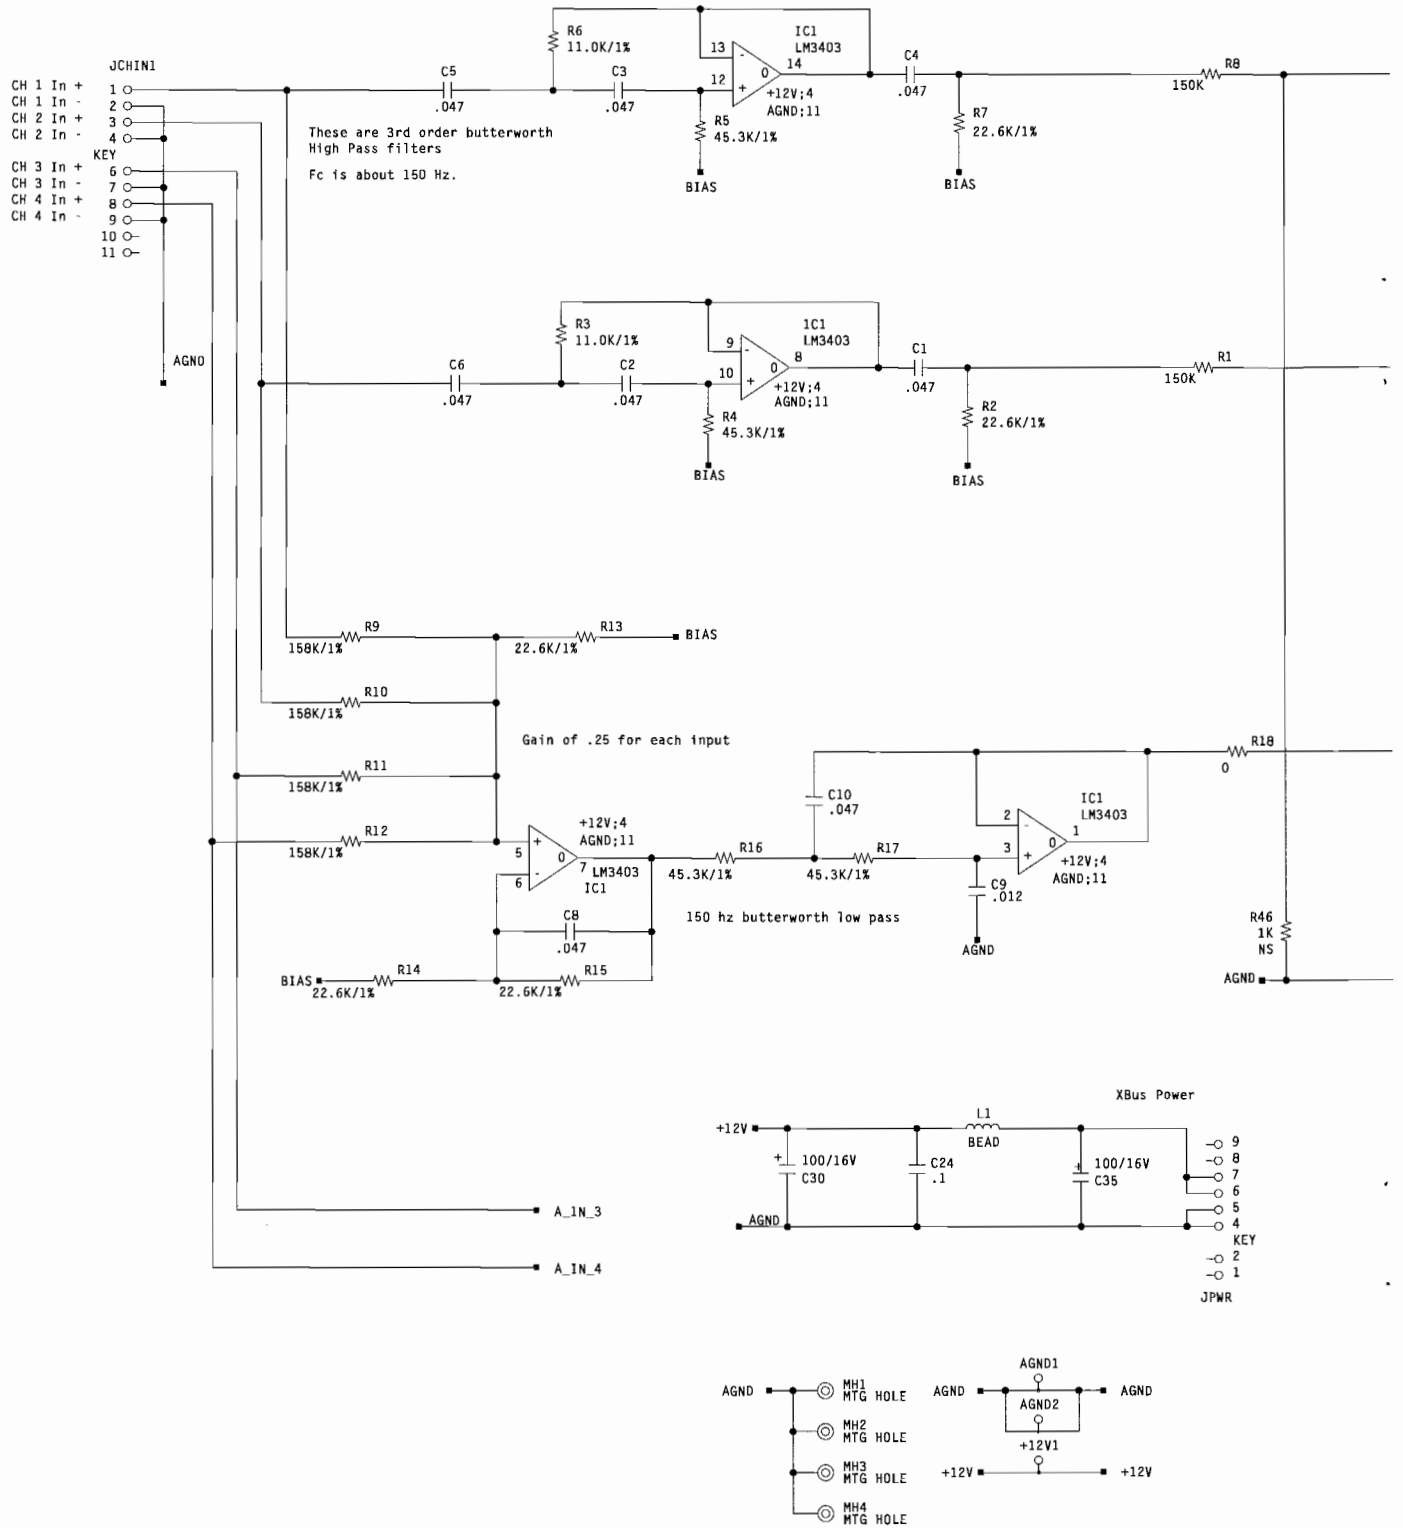 JCHIN1
CH 1 In + 1
CH 1 In - 2
CH 2 In + 3
CH 2 In - 4
KEY
CH 3 In + 6
CH 3 In - 7
CH 4 In + 8
CH 4 In - 9
10
11
AGND
C5
.047
R6
11.0K/1%
C3
.047
13
12
-
+
O
14
IC1
LM3403
+12V;4
AGND;11
R5
45.3K/1%
BIAS
C4
.047
R7
22.6K/1%
BIAS
R8
150K
These are 3rd order butterworth
High Pass filters
Fc is about 150 Hz.
C6
.047
R3
11.0K/1%
C2
.047
9
10
-
+
O
8
1C1
LM3403
+12V;4
AGND;11
R4
45.3K/1%
BIAS
C1
.047
R2
22.6K/1%
BIAS
R1
150K
R9
158K/1%
R13
22.6K/1%
BIAS
R10
158K/1%
Gain of .25 for each input
R11
158K/1%
R12
158K/1%
5
6
+
-
O
7
+12V;4
AGND;11
LM3403
IC1
C8
.047
BIAS
R14
22.6K/1%
R15
22.6K/1%
R16
45.3K/1%
R17
45.3K/1%
C10
.047
C9
.012
AGND
150 hz butterworth low pass
2
3
-
+
O
1
IC1
LM3403
+12V;4
AGND;11
R18
0
R46
1K
NS
AGND
A_IN_3
A_IN_4
XBus Power
+12V
+
100/16V
C30
C24
.1
L1
BEAD
+
100/16V
C35
AGND
9
8
7
6
5
4
KEY
2
1
JPWR
AGND
MH1
MTG HOLE
MH2
MTG HOLE
MH3
MTG HOLE
MH4
MTG HOLE
AGND1
AGND AGND
AGND2
+12V1
+12V +12V